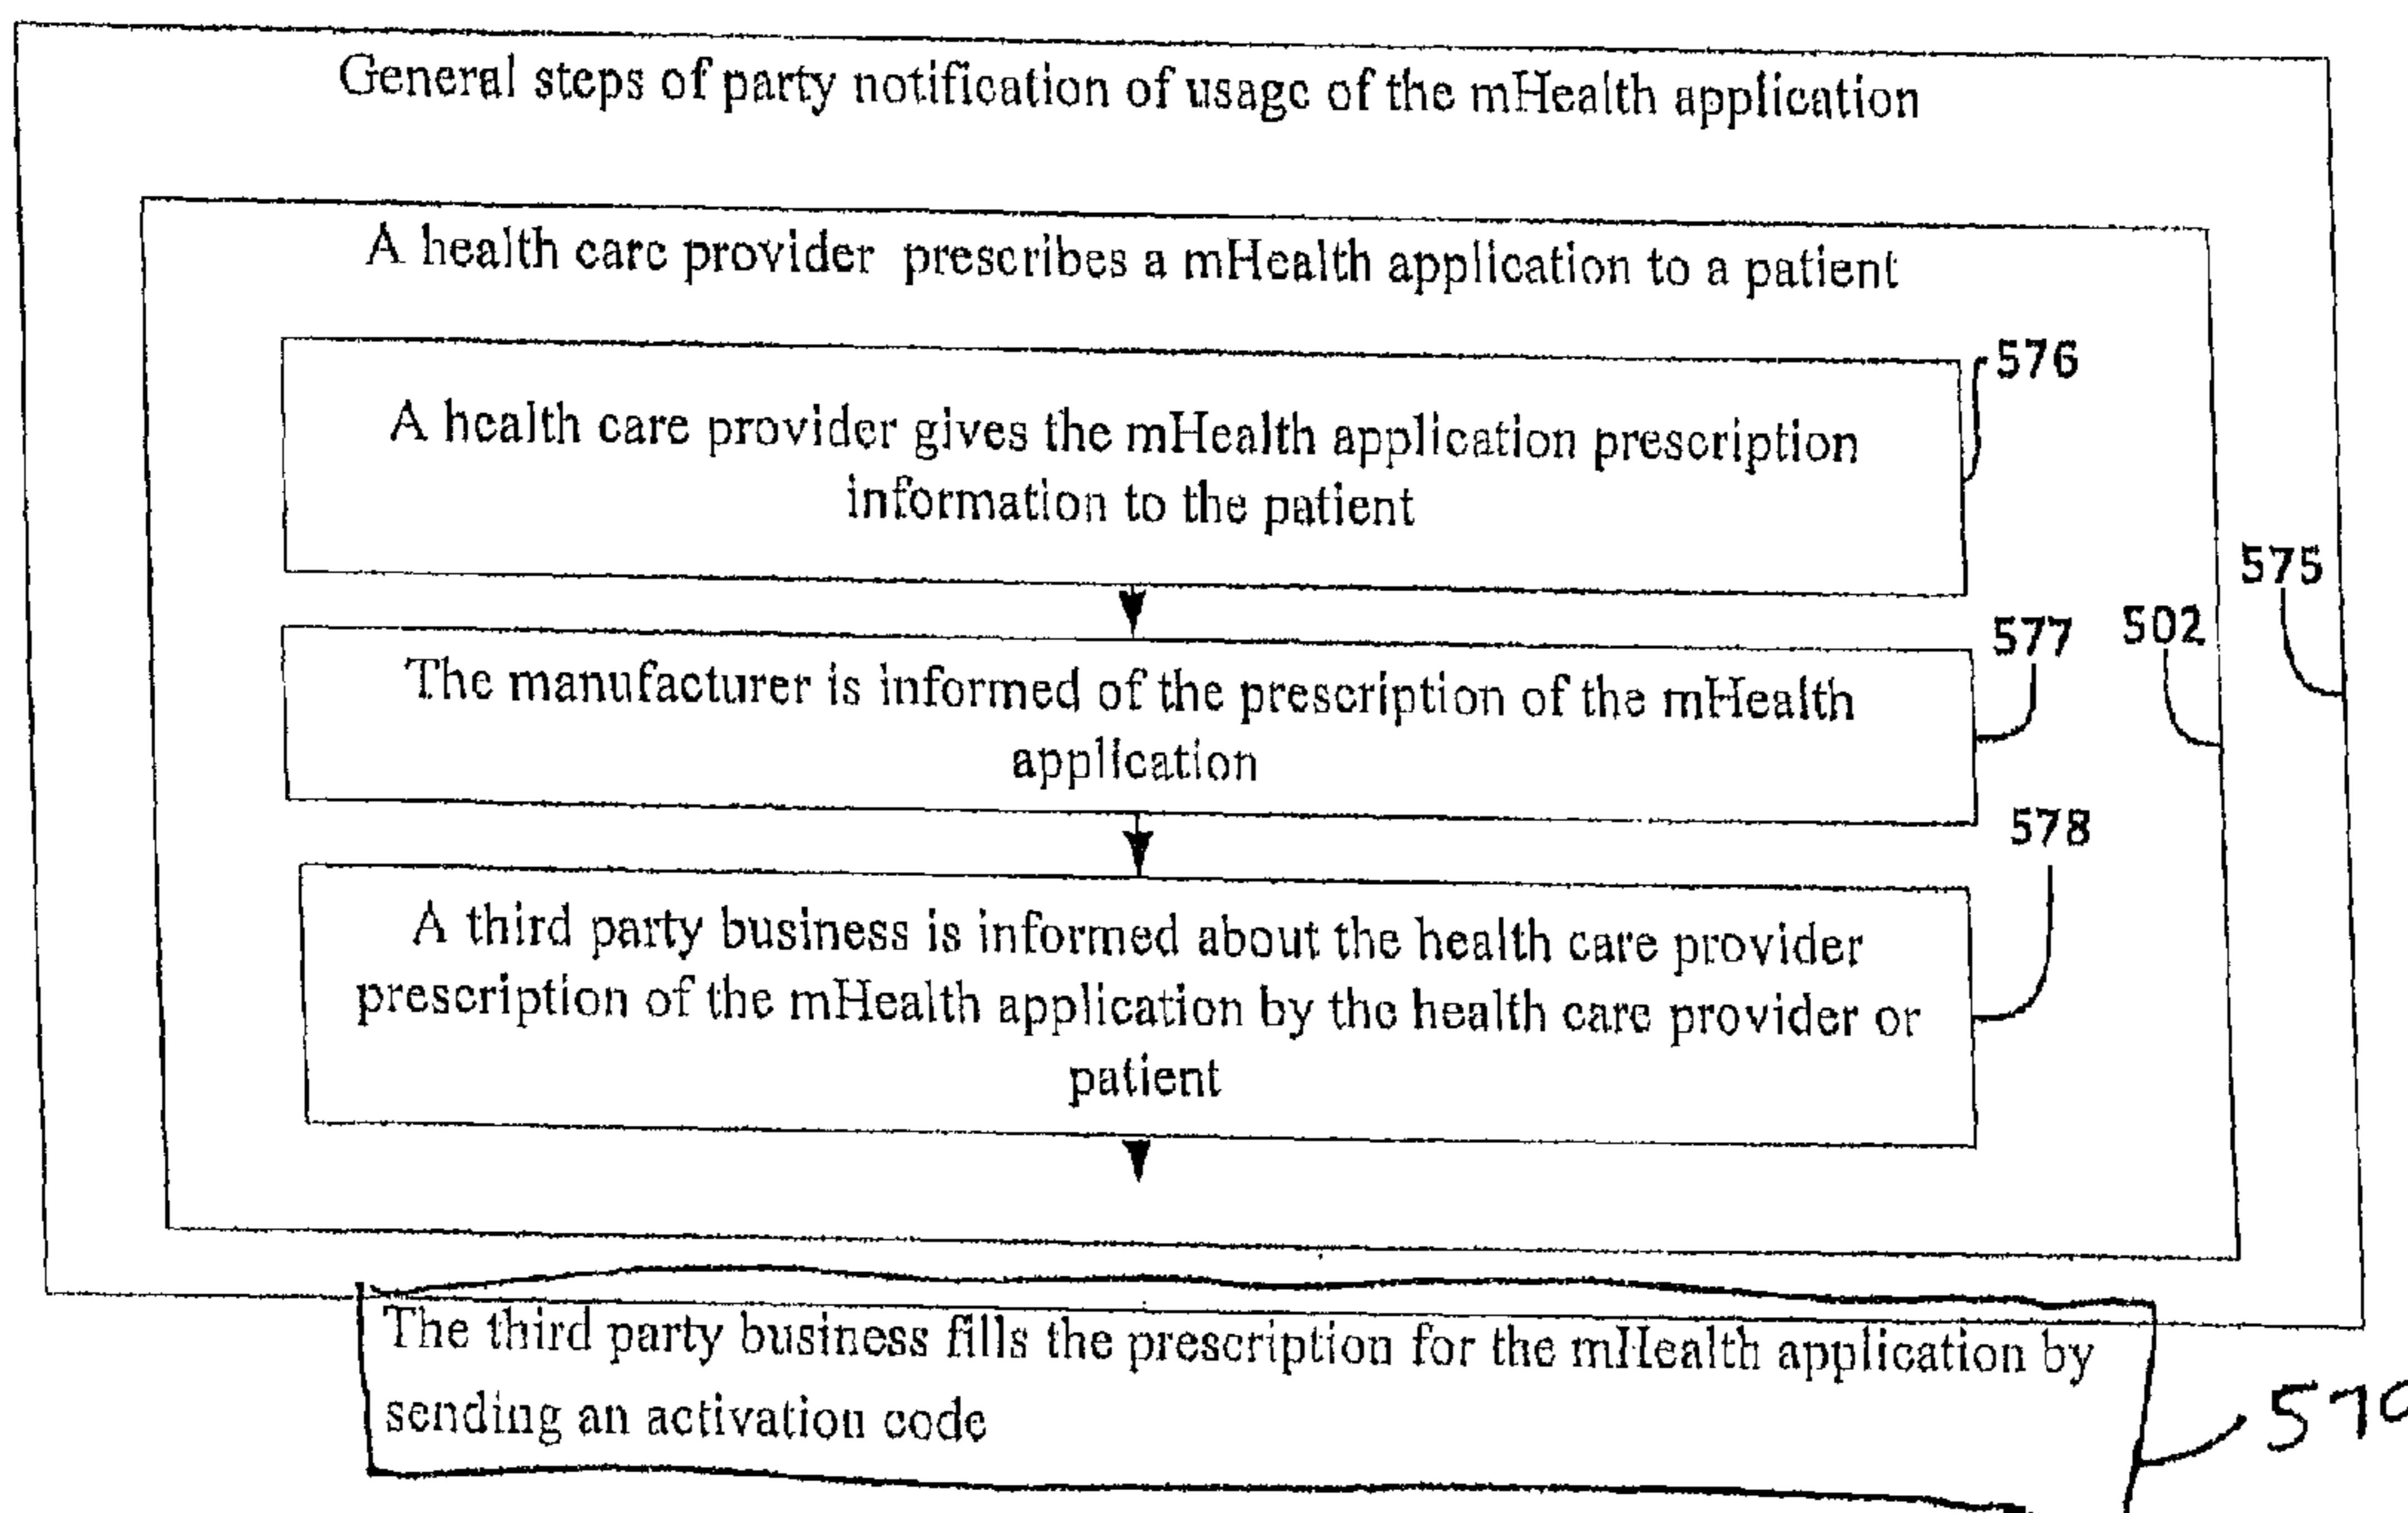 General steps of party notification of usage of the mHealth application
A health care provider prescribes a mHealth application to a patient
576
A health care provider gives the mHealth application prescription
information to the patient
575
502
577
The manufacturer is informed of the prescription of the mHealth
application
578
A third party business is informed about the health care provider
prescription of the mHealth application by the health care provider or
patient
The third party business fills the prescription for the mHealth application by
sending an activation code